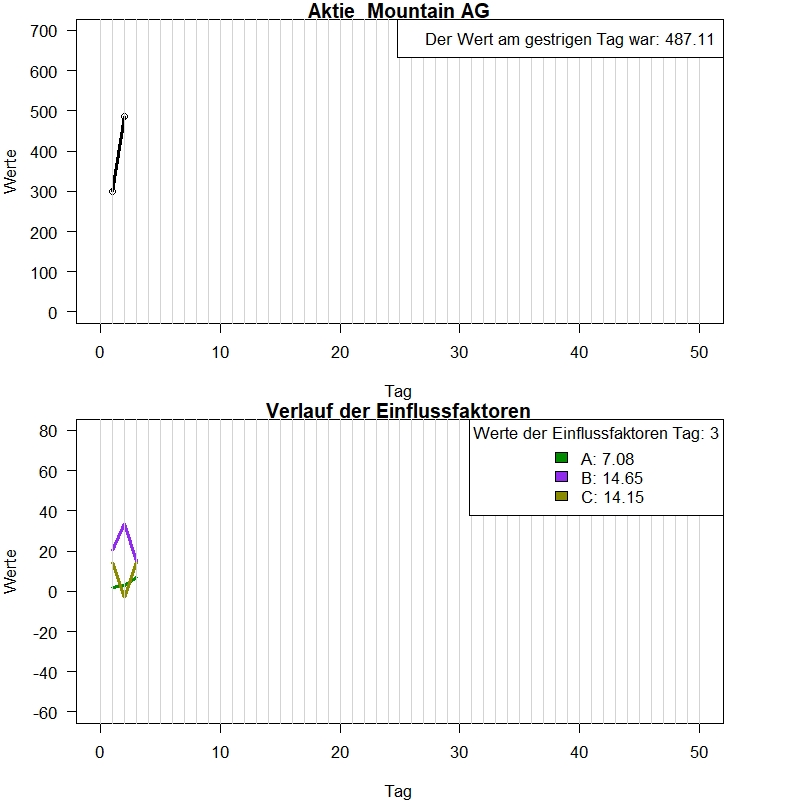 Aktie  Mountain AG
Der Wert am gestrigen Tag war: 487.11
700
600
500
400
300
200
100
0
Werte
0 10 20 30 40 50
Tag
Verlauf der Einflussfaktoren
Werte der Einflussfaktoren Tag: 3
A: 7.08
B: 14.65
C: 14.15
80
60
40
20
0
-20
-40
-60
Werte
0 10 20 30 40 50
Tag